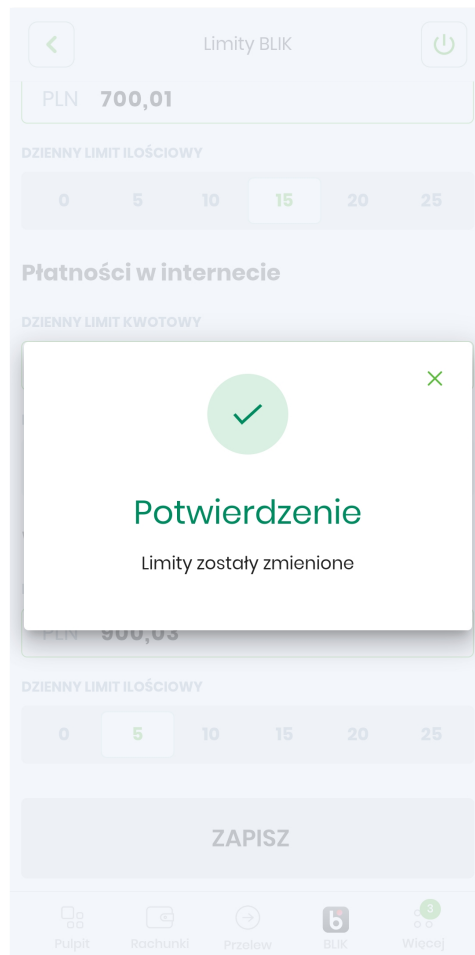 Limity BLIK
PLN 700,01
DZIENNY LIMIT ILOŚCIOWY
0 5 10 15 20 25
Płatności w internecie
DZIENNY LIMIT KWOTOWY
Potwierdzenie
Limity zostały zmienione
PLN 900,03
DZIENNY LIMIT ILOŚCIOWY
0 5 10 15 20 25
ZAPISZ
3
Pulpit Rachunki Przelew BLIK Więcej